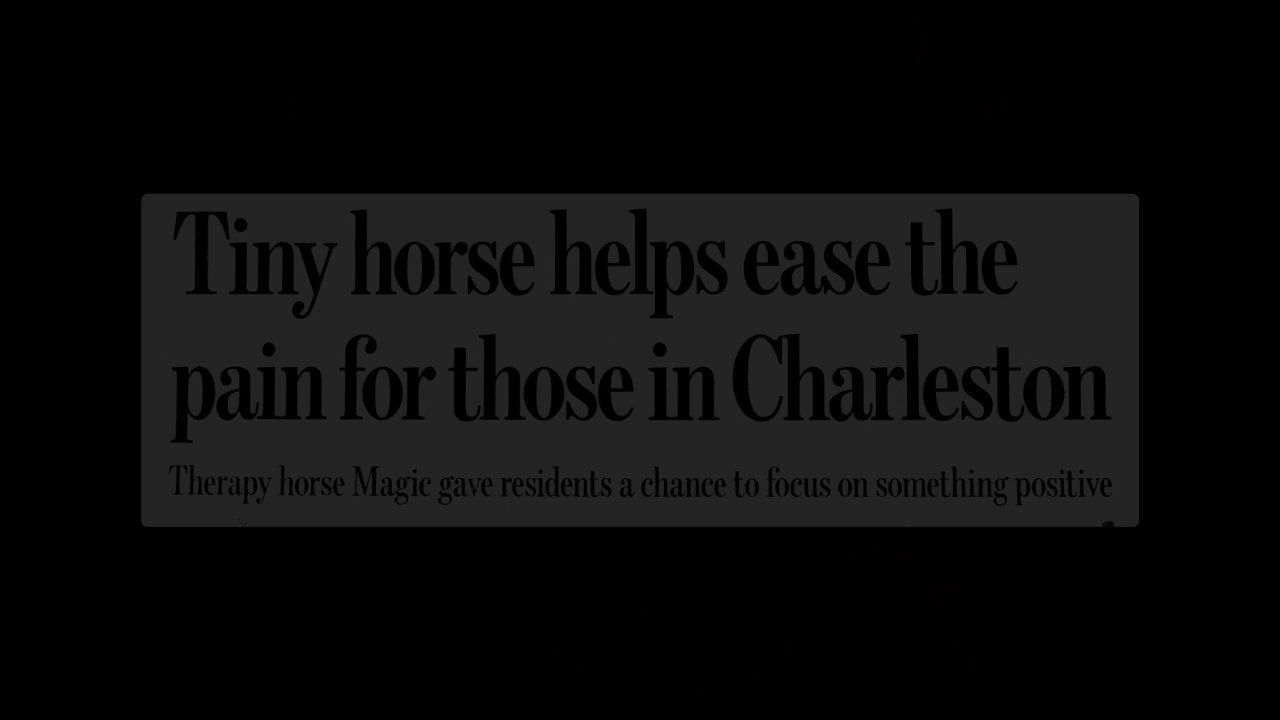 Tiny horse helps ease the
pain for those in Charleston
Therapy horse Magic gave residents a chance to focus on something positive